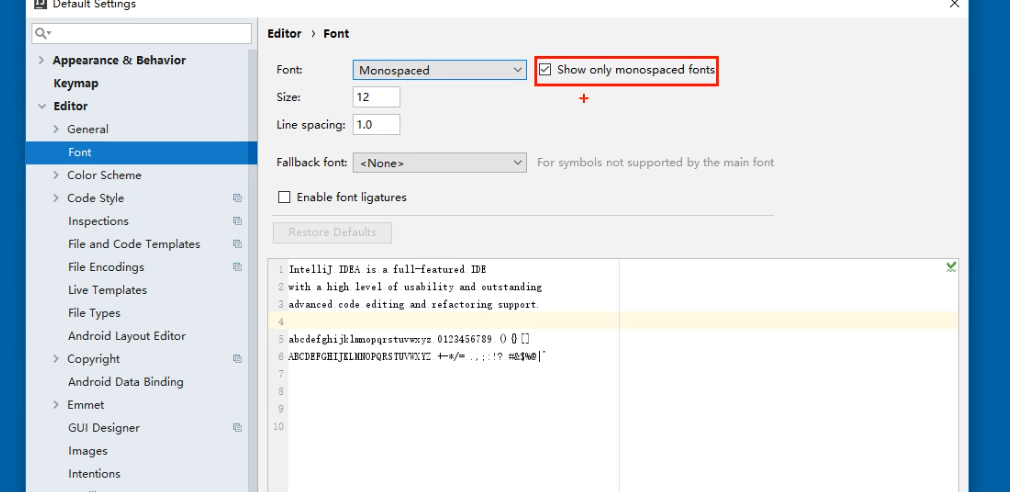 Default Settings
Appearance & Behavior
Keymap
Editor
General
Font
Color Scheme
Code Style
Inspections
File and Code Templates
File Encodings
Live Templates
File Types
Android Layout Editor
Copyright
Android Data Binding
Emmet
GUI Designer
Images
Intentions
Editor › Font
Font: Monospaced Show only monospaced fonts
Size: 12
Line spacing: 1.0
Fallback font: <None> For symbols not supported by the main font
Enable font ligatures
Restore Defaults
1 IntelliJ IDEA is a full-featured IDE
2 with a high level of usability and outstanding
3 advanced code editing and refactoring support.
4
5 abcdefghijklmnopqrstuvwxyz 0123456789 (){}[]
6 ABCDEFGHIJKLMNOPQRSTUVWXYZ +-*/= .,;:!? #&$%@|^
7
8
9
10